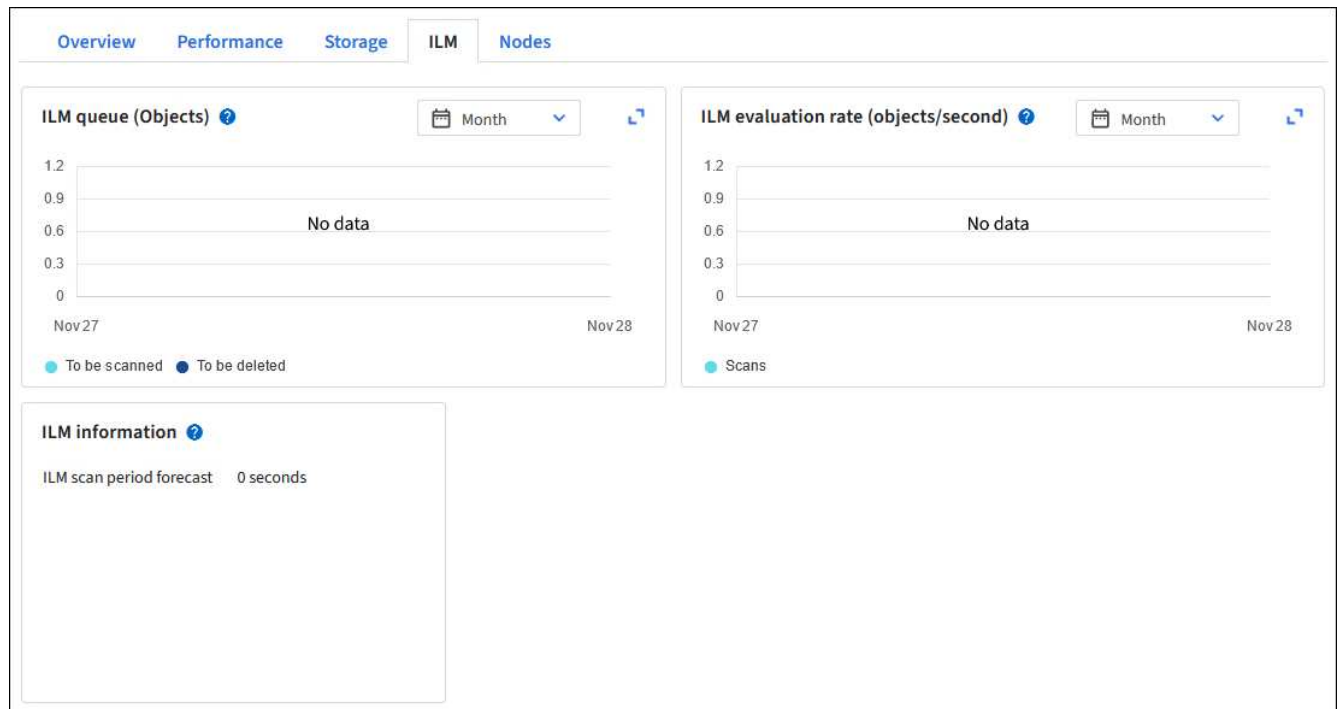 Overview Performance Storage ILM Nodes
ILM queue (Objects) ? Month
1.2
0.9
0.6
0.3
0
No data
Nov 27 Nov 28
To be scanned To be deleted
ILM evaluation rate (objects/second) ? Month
1.2
0.9
0.6
0.3
0
No data
Nov 27 Nov 28
Scans
ILM information ?
ILM scan period forecast 0 seconds